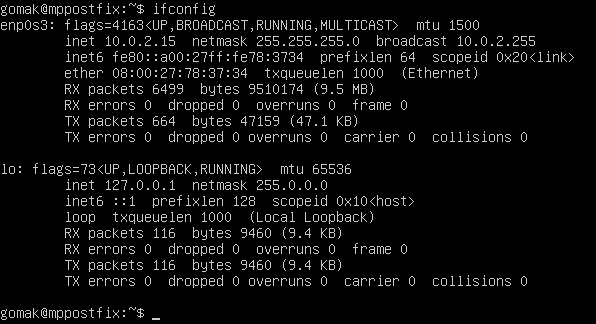 gomak@mppostfix:~$ ifconfig
enp0s3: flags=4163<UP,BROADCAST,RUNNING,MULTICAST>  mtu 1500
        inet 10.0.2.15  netmask 255.255.255.0  broadcast 10.0.2.255
        inet6 fe80::a00:27ff:fe78:3734  prefixlen 64  scopeid 0x20<link>
        ether 08:00:27:78:37:34  txqueuelen 1000  (Ethernet)
        RX packets 6499  bytes 9510174 (9.5 MB)
        RX errors 0  dropped 0  overruns 0  frame 0
        TX packets 664  bytes 47159 (47.1 KB)
        TX errors 0  dropped 0 overruns 0  carrier 0  collisions 0

lo: flags=73<UP,LOOPBACK,RUNNING>  mtu 65536
        inet 127.0.0.1  netmask 255.0.0.0
        inet6 ::1  prefixlen 128  scopeid 0x10<host>
        loop  txqueuelen 1000  (Local Loopback)
        RX packets 116  bytes 9460 (9.4 KB)
        RX errors 0  dropped 0  overruns 0  frame 0
        TX packets 116  bytes 9460 (9.4 KB)
        TX errors 0  dropped 0 overruns 0  carrier 0  collisions 0

gomak@mppostfix:~$ _